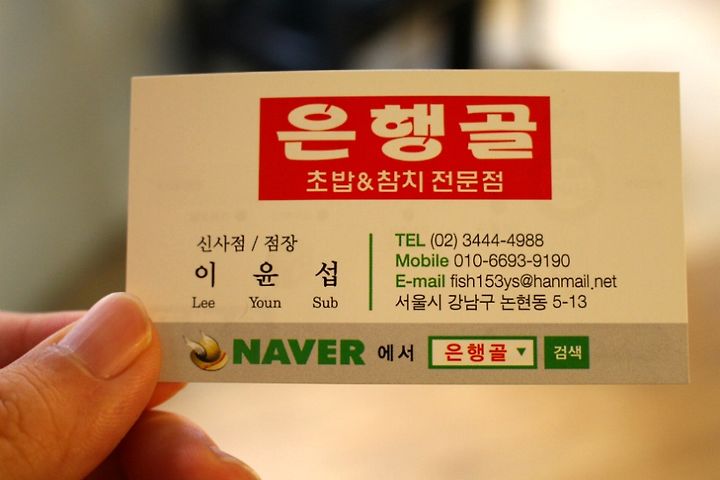 은행골
초밥&참치 전문점
신사점 / 점장
이 윤 섭
Lee Youn Sub
TEL (02) 3444-4988
Mobile 010-6693-9190
E-mail fish153ys@hanmail.net
서울시 강남구 논현동 5-13
NAVER 에서 은행골 ▼ 검색